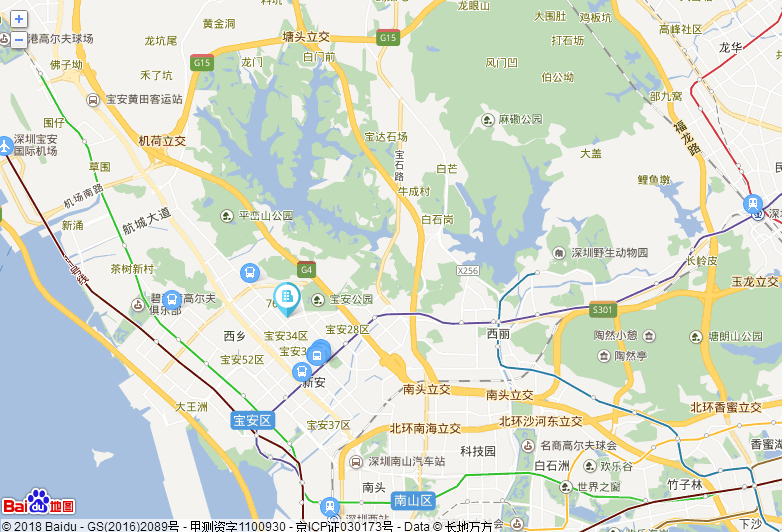 黄金洞
龙眼山
大围肚
鸡板坑
高峰社区
港高尔夫球场
龙坑尾
G15
塘头立交
G15
打石坊
龙华
佛子坳
龙门
白门前
风门凹
禾了坑
伯公坳
宝安黄田客运站
部九窝
围仔
麻磡公园
福龙路
深圳宝安
国际机场
机荷立交
宝达石场
宝石路
大盖
草围
白芒
鲤鱼墩
机场南路
牛成村
航城大道
平峦山公园
白石岗
新涌
深圳野生动物园
长岭皮
茶树新村
G4
X256
玉龙立交
碧
高尔夫
俱乐部
76
宝安公园
S301
西乡
宝安34区
宝安28区
西丽
陶然小憩
塘朗山公园
宝安52区
宝安3
陶然亭
新安
南头立交
南头立交
大王洲
北环香蜜立交
宝安区
宝安37区
北环南海立交
北环沙河东立交
香蜜湖
科技园
名商高尔夫球会
深圳南山汽车站
白石洲
欢乐谷
南头
世界之窗
竹子林
南山区
Bai du 地图
深圳西站
下沙
© 2018 Baidu - GS(2016)2089号 - 甲测资字1100930 - 京ICP证030173号 - Data © 长地万方